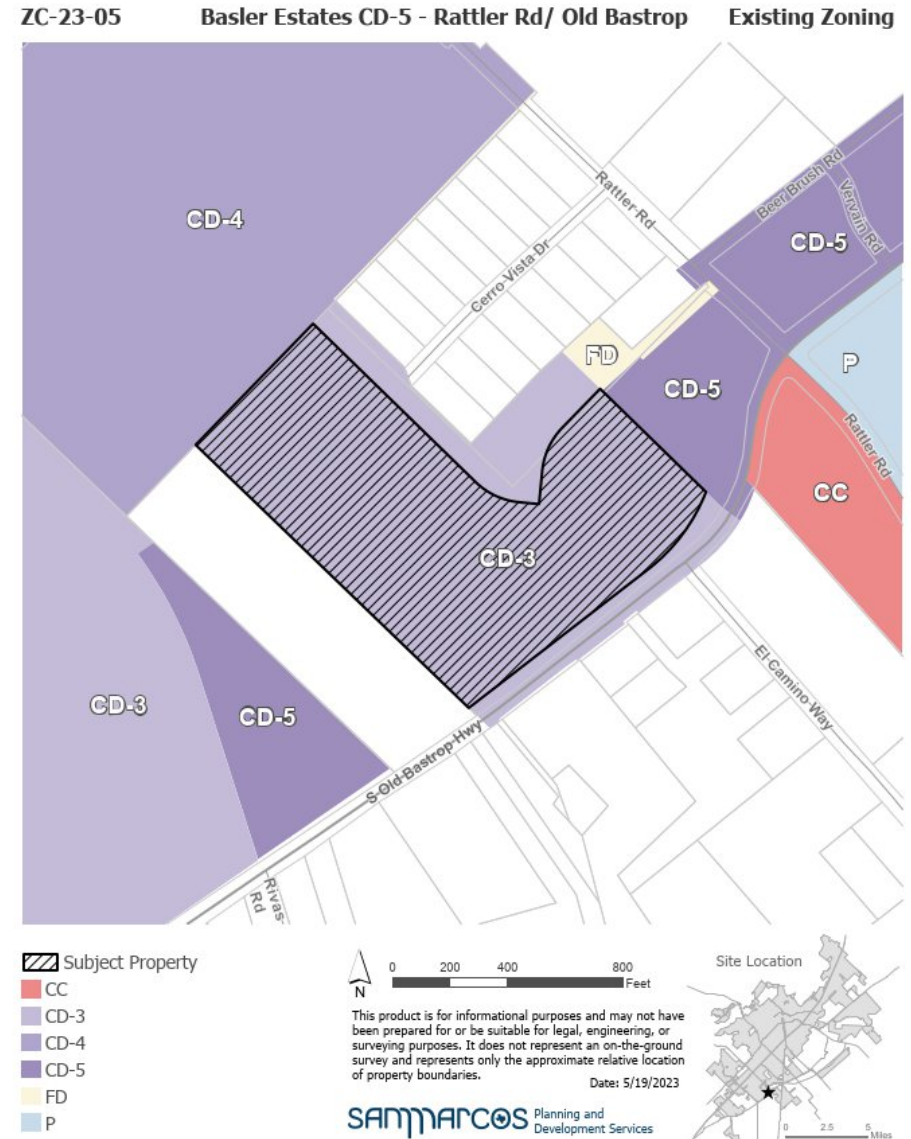 ZC-23-05 Basler Estates CD-5 - Rattler Rd/ Old Bastrop Existing Zoning
CD-4
Rattler Rd
Beer Brush Rd
Vervain Rd
CD-5
Cerro Vista Dr
FD
P
CD-5
Rattler Rd
CC
CD-3
El Camino Way
CD-3
CD-5
S Old Bastrop Hwy
Rivas
Rd
Subject Property
CC
CD-3
CD-4
CD-5
FD
P
N
0 200 400 800
Feet
This product is for informational purposes and may not have
been prepared for or be suitable for legal, engineering, or
surveying purposes. It does not represent an on-the-ground
survey and represents only the approximate relative location
of property boundaries.
Date: 5/19/2023
SAN MARCOS Planning and
Development Services
Site Location
0 2.5 5
Miles